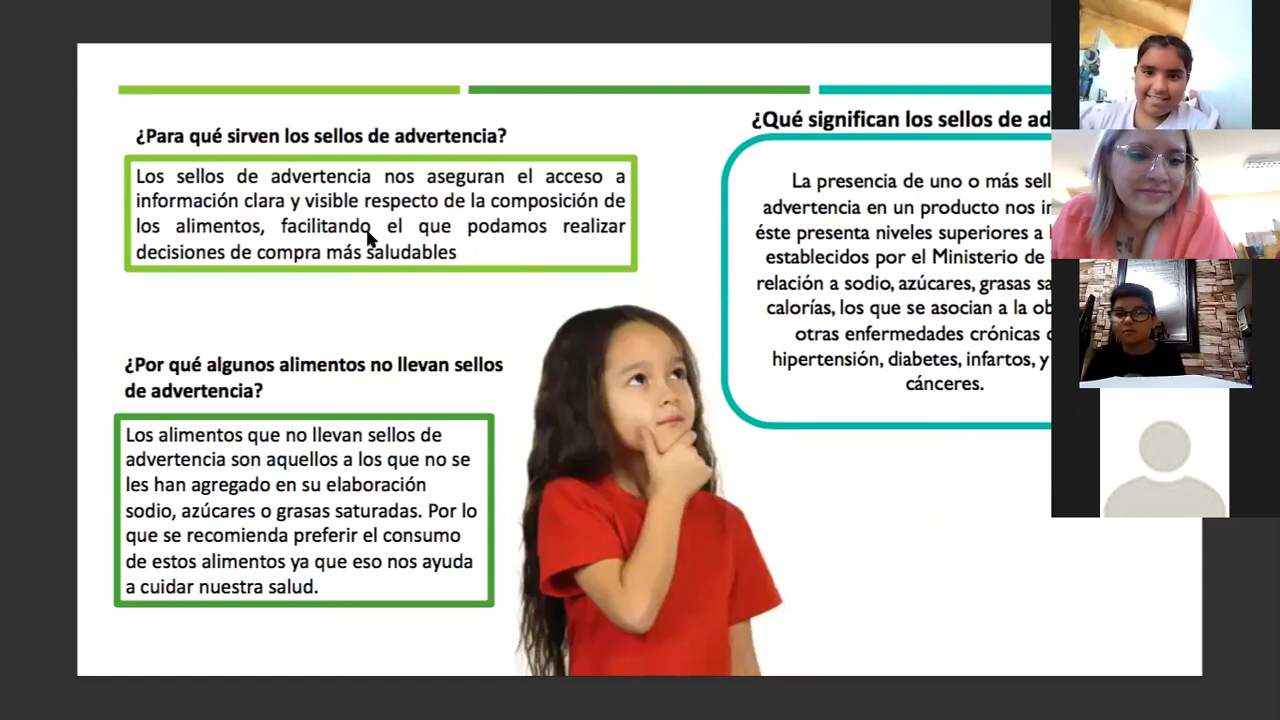 ¿Para qué sirven los sellos de advertencia?
Los sellos de advertencia nos aseguran el acceso a
información clara y visible respecto de la composición de
los alimentos, facilitando el que podamos realizar
decisiones de compra más saludables
¿Por qué algunos alimentos no llevan sellos
de advertencia?
Los alimentos que no llevan sellos de
advertencia son aquellos a los que no se
les han agregado en su elaboración
sodio, azúcares o grasas saturadas. Por lo
que se recomienda preferir el consumo
de estos alimentos ya que eso nos ayuda
a cuidar nuestra salud.
¿Qué significan los sellos de
La presencia de uno o más
advertencia en un producto nos
éste presenta niveles superiores a
establecidos por el Ministerio de
relación a sodio, azúcares, grasas
calorías, los que se asocian a la
otras enfermedades crónicas
hipertensión, diabetes, infartos, y
cánceres.